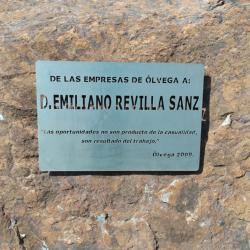 DE LAS EMPRESAS DE ÓLVEGA A:
D.EMILIANO REVILLA SANZ
"Las oportunidades no son producto de la casualidad,
son resultado del trabajo."
Ólvega 2009.